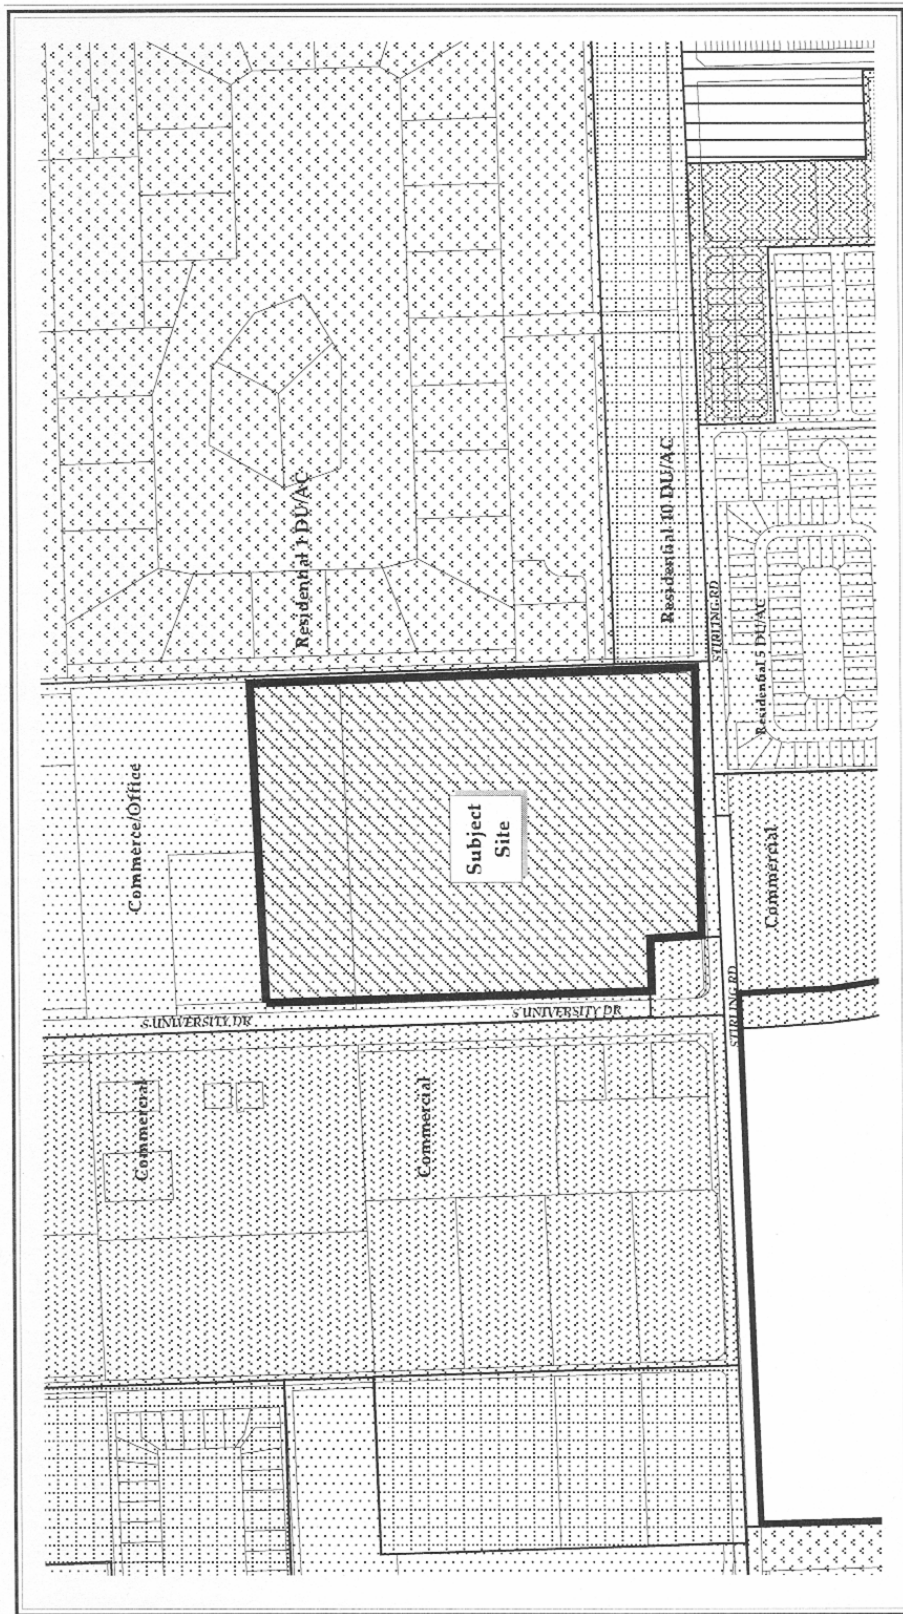 Residential 1 DU/AC
Residential 10 DU/AC
STIRLING RD
Residential 5 DU/AC
Commerce/Office
Subject
Site
Commercial
S UNIVERSITY DR
S UNIVERSITY DR
STIRLING RD
Commercial
Commercial